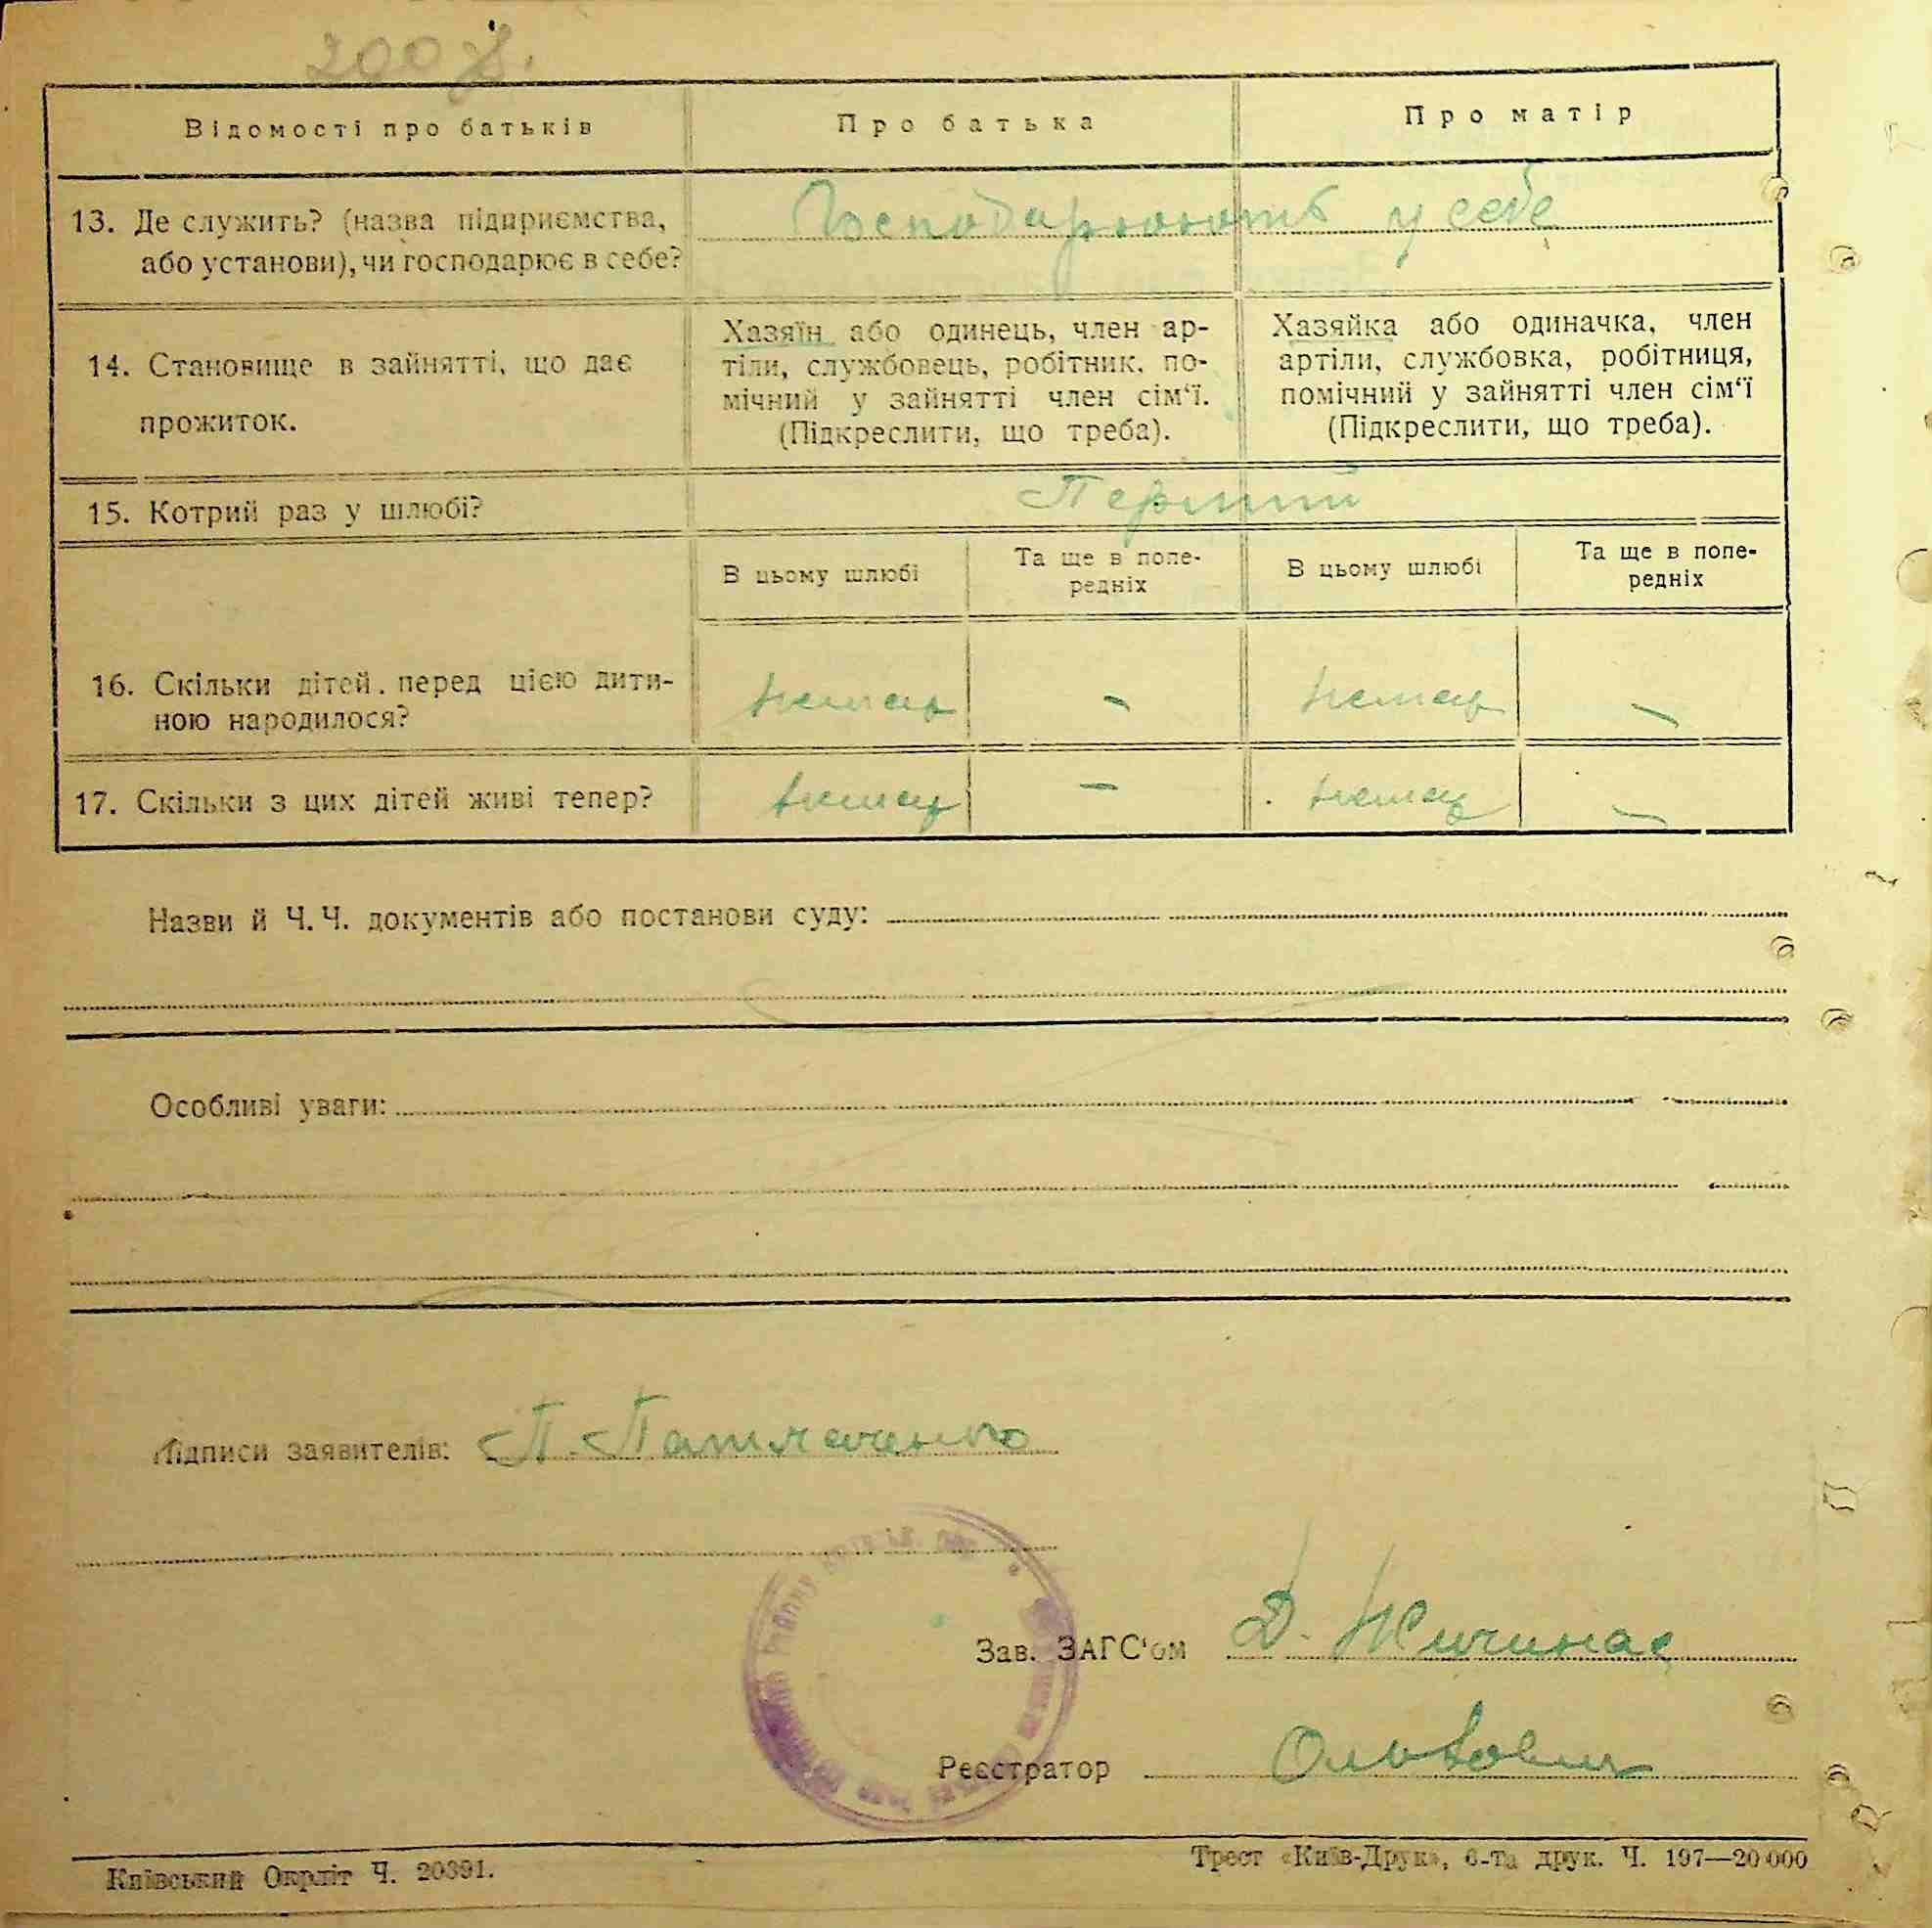 200
Відомості про батьків
Про батька
Про матір
13. Де служить? (назва підприємства,
або установи), чи господарює в себе?
Господарюють у себе
14. Становище в зайнятті, що дає
прожиток.
Хазяїн або одинець, член ар-
тіли, службовець, робітник, по-
мічний у зайнятті член сім‘ї.
(Підкреслити, що треба).
Хазяйка або одиначка, член
артіли, службовка, робітниця,
помічний у зайнятті член сім‘ї
(Підкреслити, що треба).
15. Котрий раз у шлюбі?
Перший
В цьому шлюбі
Та ще в попе-
редніх
В цьому шлюбі
Та ще в попе-
редніх
16. Скільки дітей перед цією дити-
ною народилося?
немає
-
немає
-
17. Скільки з цих дітей живі тепер?
немає
-
немає
-
Назви й Ч.Ч. документів або постанови суду:
Особливі уваги:
Підписи заявителів: П.
Зав. ЗАГС‘ом Д.
Реєстратор
Київський Окрліт Ч. 20391.
Трест «Київ-Друк», 6-та друк. Ч. 197—20000